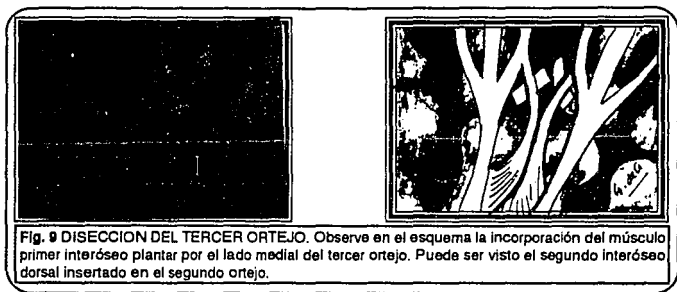 Fig. 9 DISECCION DEL TERCER ORTEJO. Observe en el esquema la incorporación del músculo
primer interóseo plantar por el lado medial del tercer ortejo. Puede ser visto el segundo interóseo
dorsal insertado en el segundo ortejo.